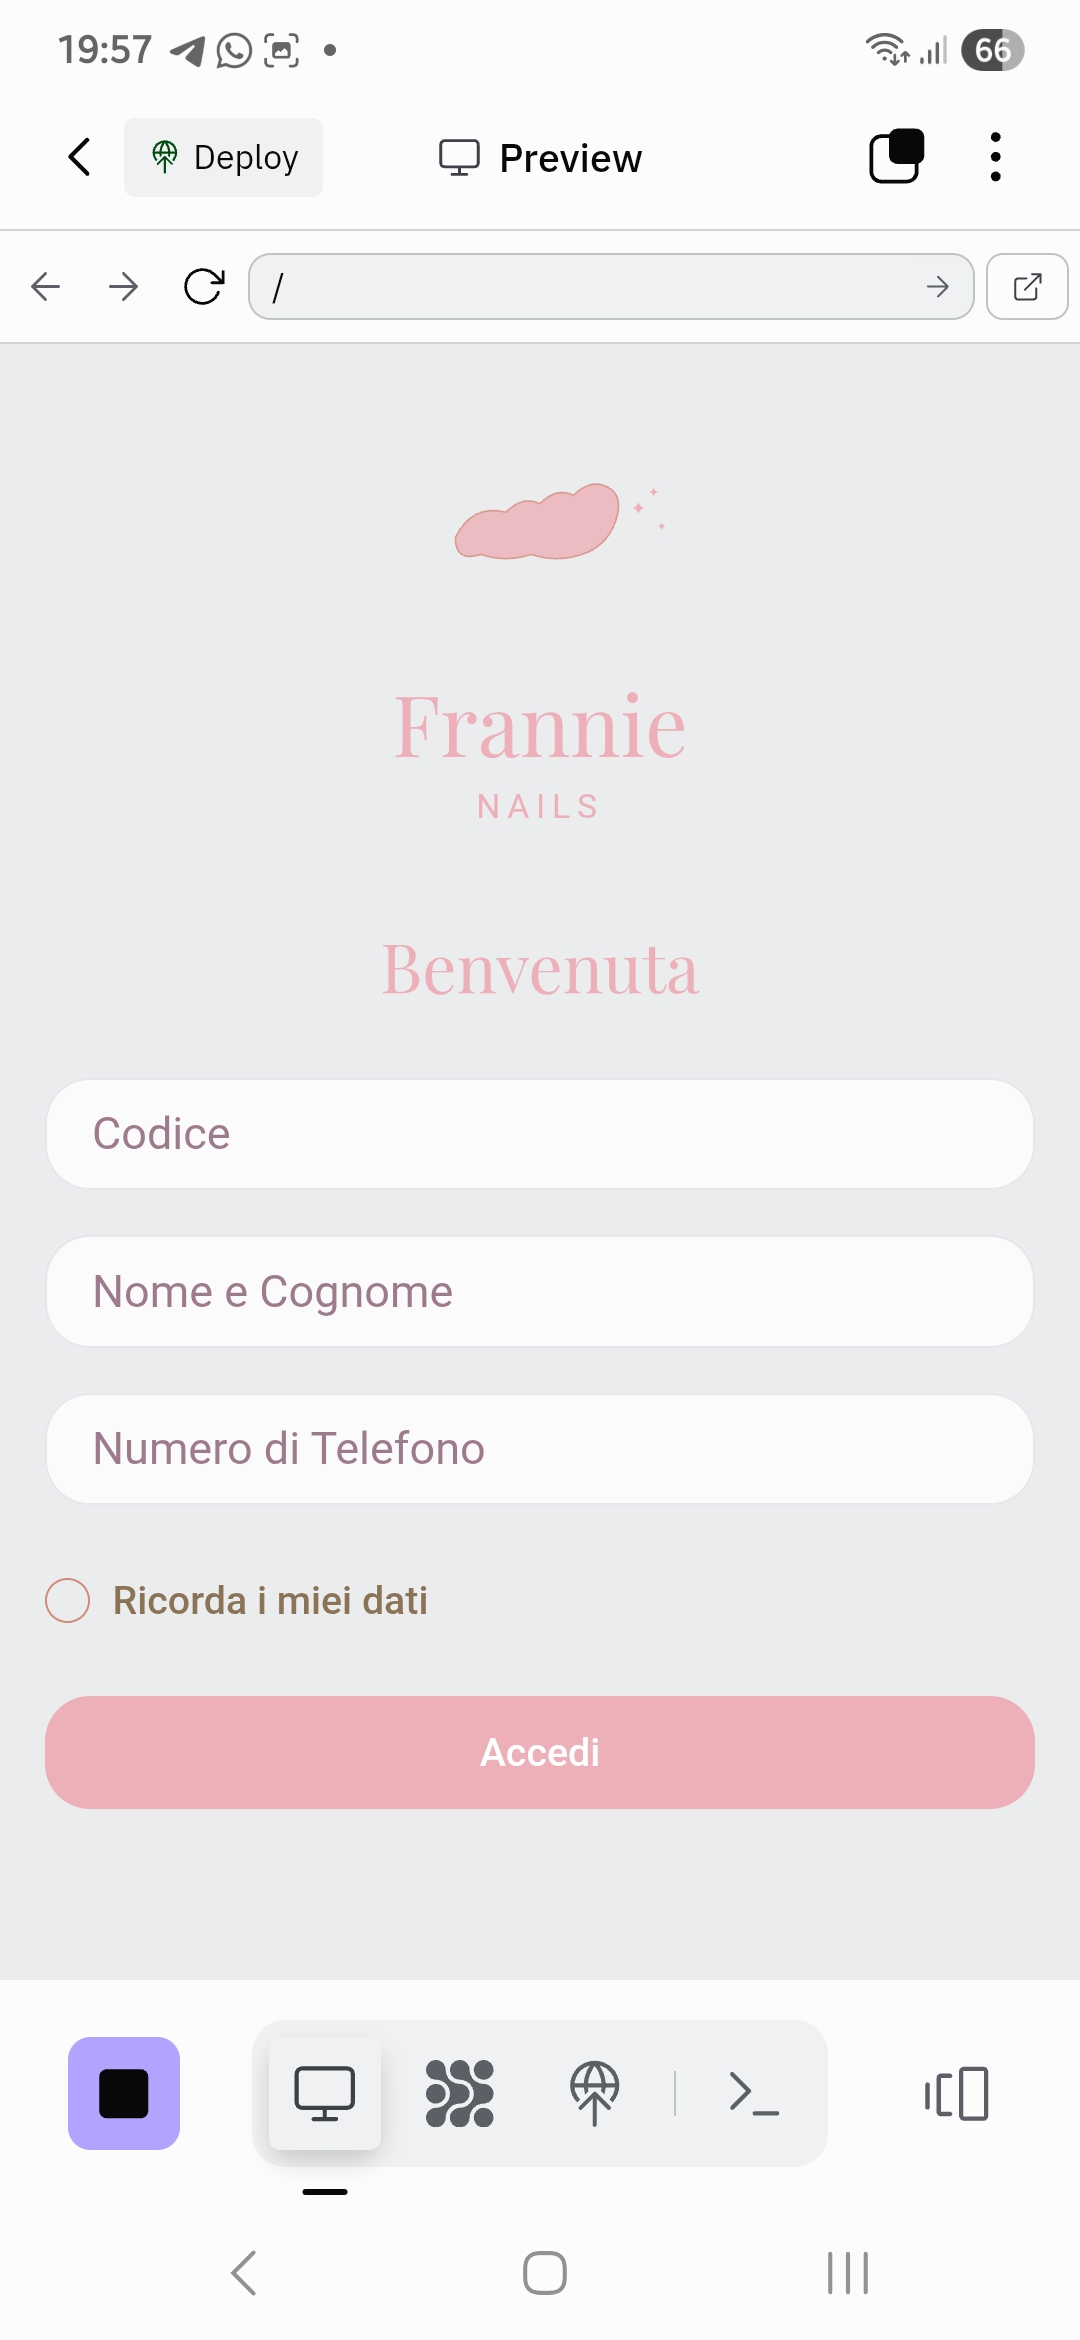 19:57
66
Deploy
Preview
/
Frannie
NAILS
Benvenuta
Codice
Nome e Cognome
Numero di Telefono
Ricorda i miei dati
Accedi